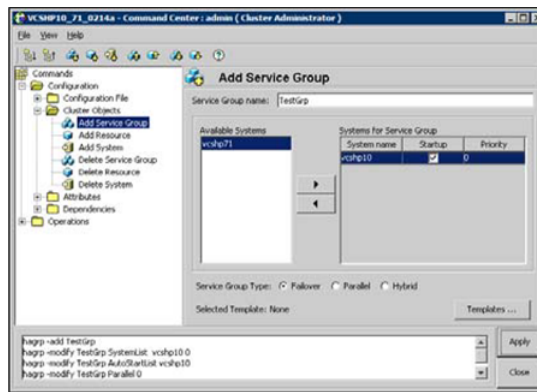 VCSHP10_71_0214a - Command Center : admin ( Cluster Administrator )
File View Help
Commands
Configuration
Configuration File
Cluster Objects
Add Service Group
Add Resource
Add System
Delete Service Group
Delete Resource
Delete System
Attributes
Dependencies
Operations
Add Service Group
Service Group name: TestGrp
Available Systems
vcshp71
Systems for Service Group
System name Startup Priority
vcshp10 0
Service Group Type: Failover Parallel Hybrid
Selected Template: None
Templates ...
hagrp -add TestGrp
hagrp -modify TestGrp SystemList vcshp10 0
hagrp -modify TestGrp AutoStartList vcshp10
hagrp -modify TestGrp Parallel 0
Apply
Close